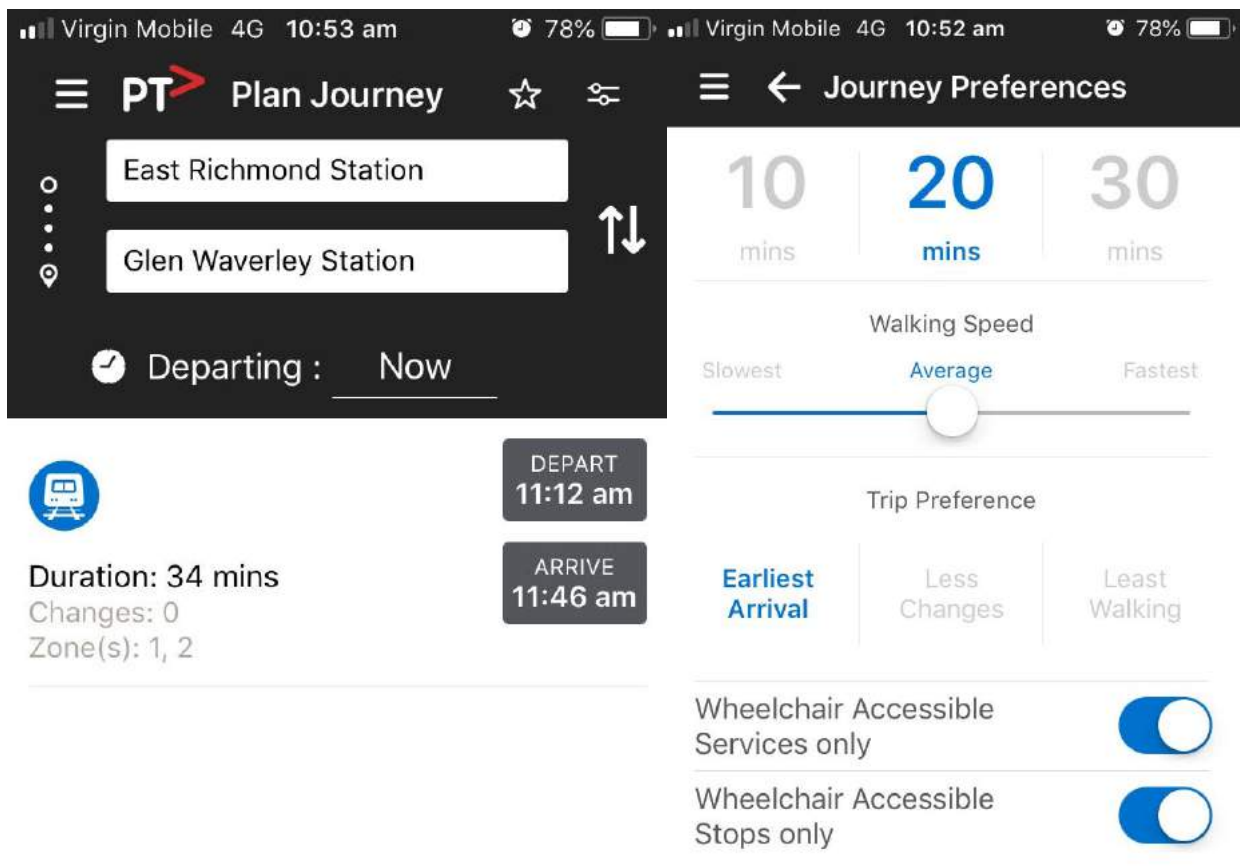 Virgin Mobile 4G 10:53 am 78%
PT> Plan Journey
East Richmond Station
Glen Waverley Station
Departing : Now
DEPART
11:12 am
ARRIVE
11:46 am
Duration: 34 mins
Changes: 0
Zone(s): 1, 2
Virgin Mobile 4G 10:52 am 78%
Journey Preferences
10 20 30
mins mins mins
Walking Speed
Slowest Average Fastest
Trip Preference
Earliest Less Least
Arrival Changes Walking
Wheelchair Accessible
Services only
Wheelchair Accessible
Stops only